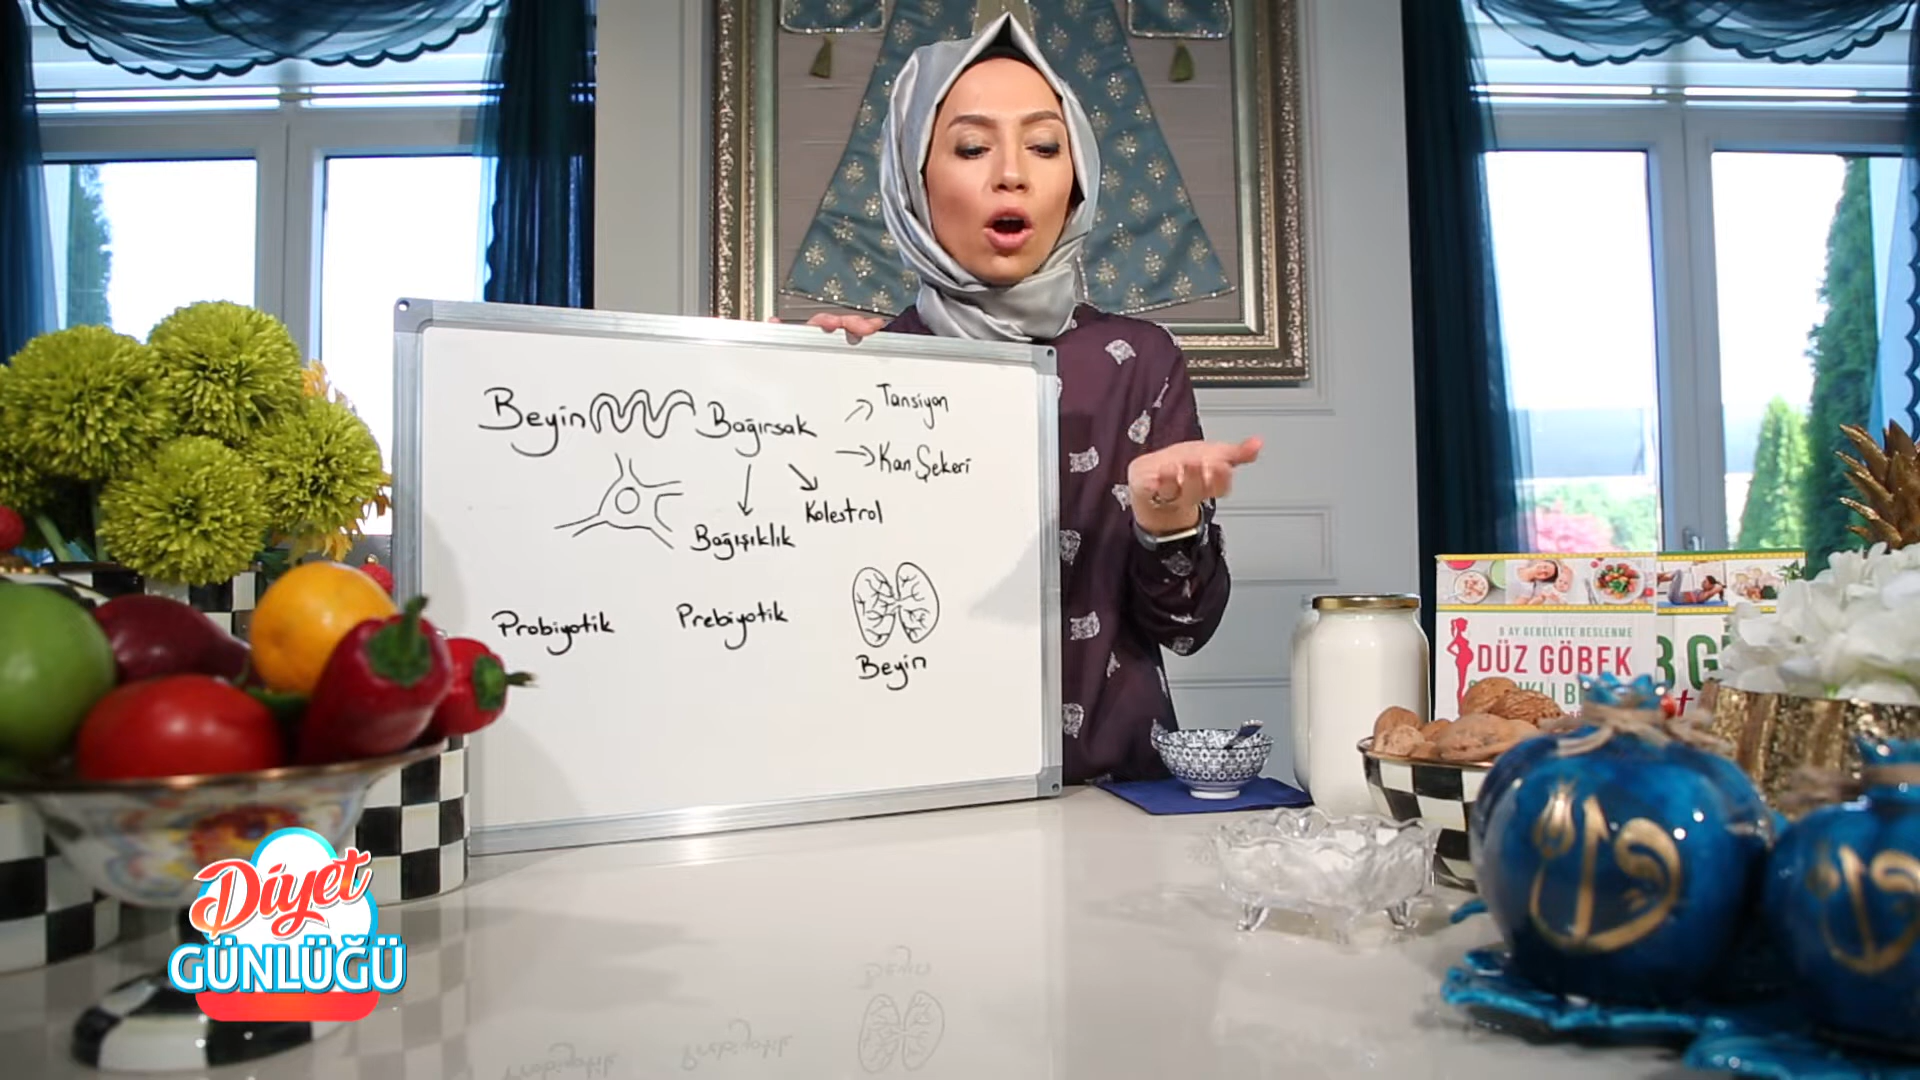 Beyin Bağırsak
Tansiyon
Kan Şekeri
Kolestrol
Bağışıklık
Probiyotik
Prebiyotik
Beyin
9 AY GEBELİKTE BESLENME
DÜZ GÖBEK
Diyet
GÜNLÜĞÜ